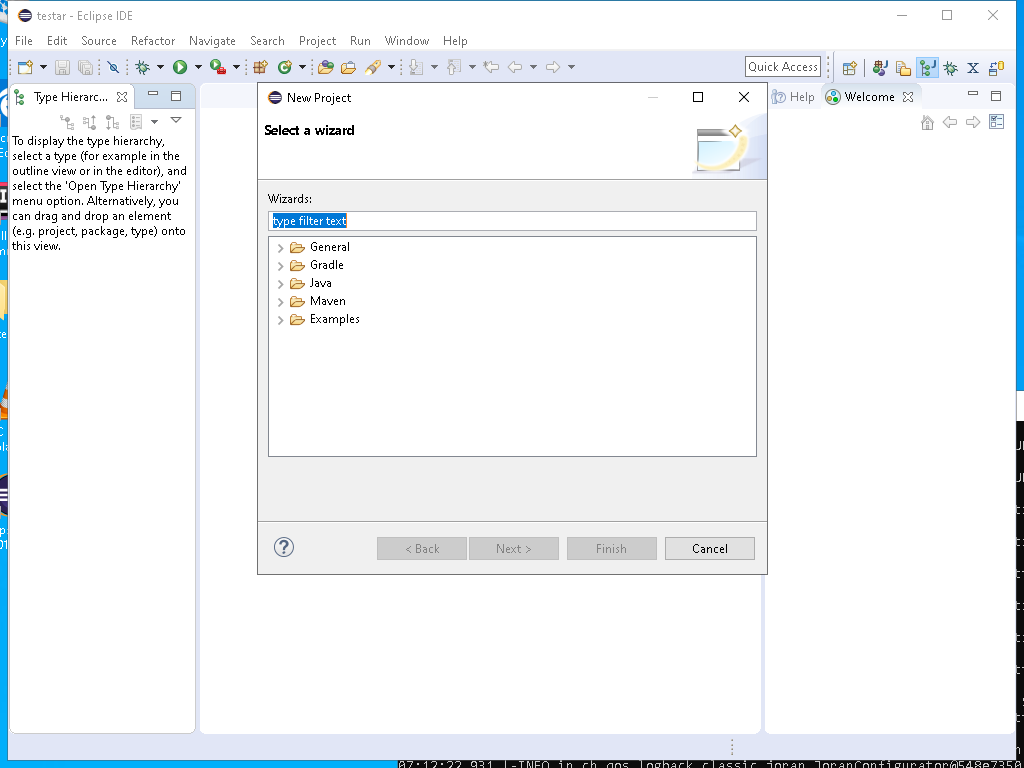 testar - Eclipse IDE
File Edit Source Refactor Navigate Search Project Run Window Help
Quick Access
Type Hierarc...
Help
Welcome
To display the type hierarchy,
select a type (for example in the
outline view or in the editor), and
select the 'Open Type Hierarchy'
menu option. Alternatively, you
can drag and drop an element
(e.g. project, package, type) onto
this view.
New Project
Select a wizard
Wizards:
type filter text
General
Gradle
Java
Maven
Examples
?
< Back
Next >
Finish
Cancel
07:12:22,931 |-INFO in ch.qos.logback.classic.joran.JoranConfigurator@548e7350